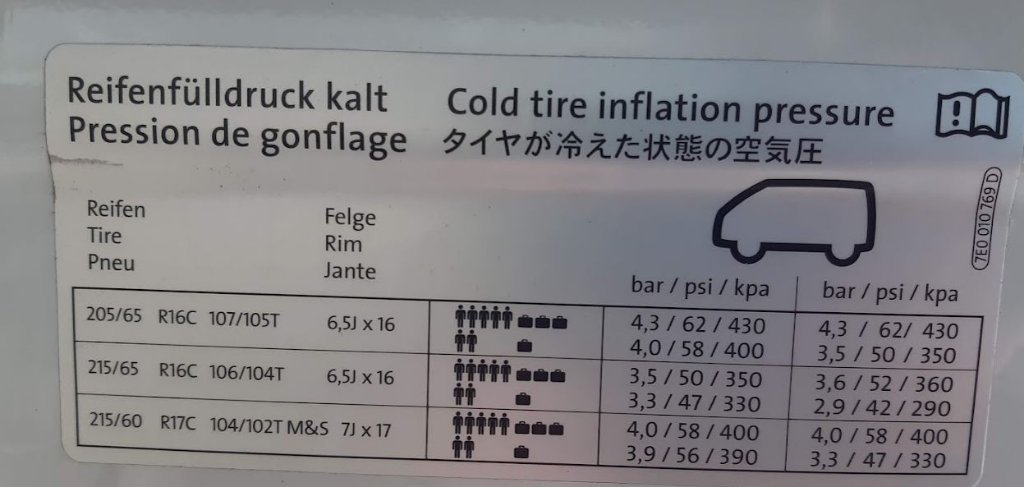 Reifenfülldruck kalt Cold tire inflation pressure
Pression de gonflage タイヤが冷えた状態の空気圧
7E0 010 769 D
Reifen Felge
Tire Rim
Pneu Jante
bar / psi / kpa bar / psi / kpa
205/65 R16C 107/105T 6,5J x 16 4,3 / 62 / 430 4,3 / 62/ 430
4,0 / 58 / 400 3,5 / 50 / 350
215/65 R16C 106/104T 6,5J x 16 3,5 / 50 / 350 3,6 / 52 / 360
3,3 / 47 / 330 2,9 / 42 / 290
215/60 R17C 104/102T M&S 7J x 17 4,0 / 58 / 400 4,0 / 58 / 400
3,9 / 56 / 390 3,3 / 47 / 330